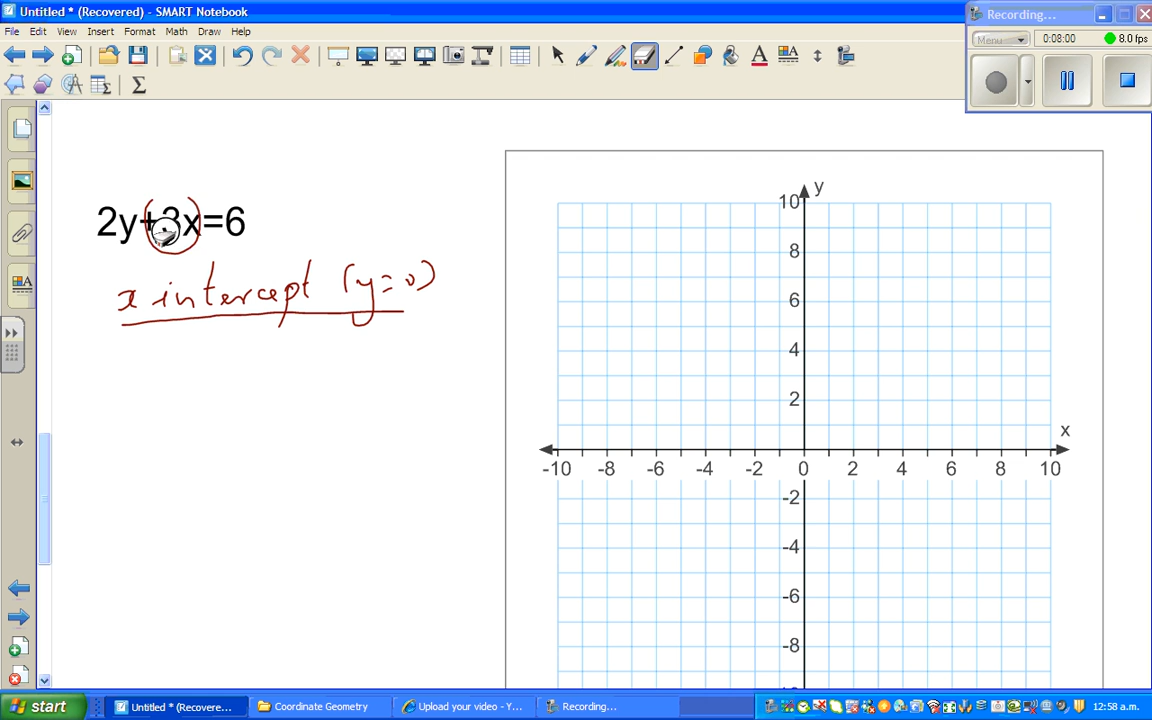 Untitled * (Recovered) - SMART Notebook
File Edit View Insert Format Math Draw Help
Recording...
Menu 0:08:00 8.0 fps
2y+3x=6
x intercept (y=0)
y
x
10
8
6
4
2
-10 -8 -6 -4 -2 0 2 4 6 8 10
-2
-4
-6
-8
start Untitled * (Recovere... Coordinate Geometry Upload your video - Y... Recording... 12:58 a.m.